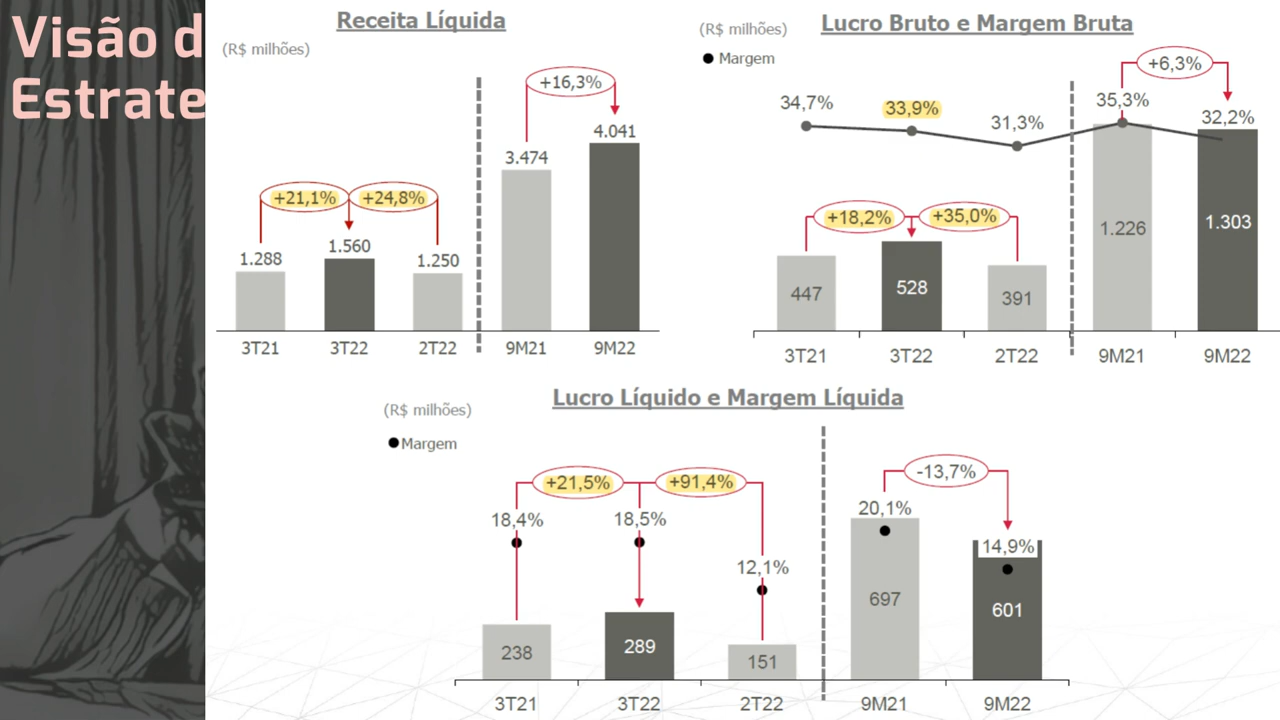 Visão d
Estrate
Receita Líquida
(R$ milhões)
+16,3%
4.041
3.474
+21,1% +24,8%
1.288 1.560 1.250
3T21 3T22 2T22 9M21 9M22
Lucro Bruto e Margem Bruta
(R$ milhões)
Margem
+6,3%
34,7% 33,9% 31,3% 35,3% 32,2%
+18,2% +35,0%
447 528 391 1.226 1.303
3T21 3T22 2T22 9M21 9M22
Lucro Líquido e Margem Líquida
(R$ milhões)
Margem
+21,5% +91,4% -13,7%
18,4% 18,5% 12,1% 20,1% 14,9%
238 289 151 697 601
3T21 3T22 2T22 9M21 9M22